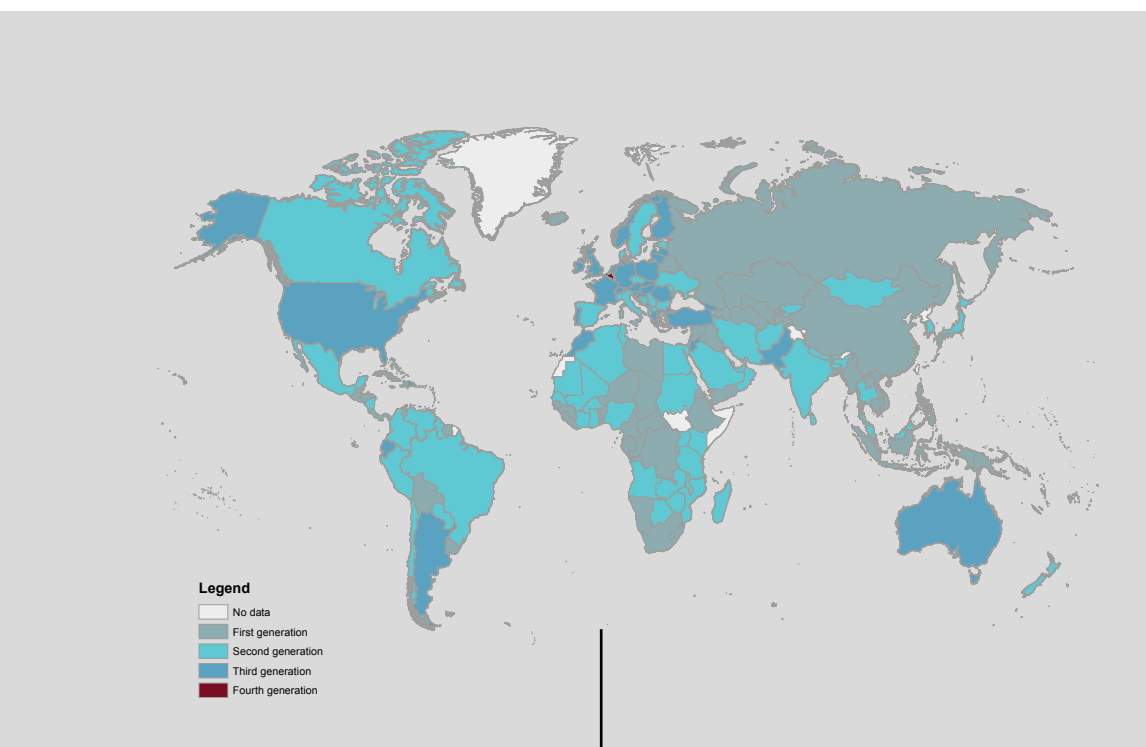 Legend
No data
First generation
Second generation
Third generation
Fourth generation